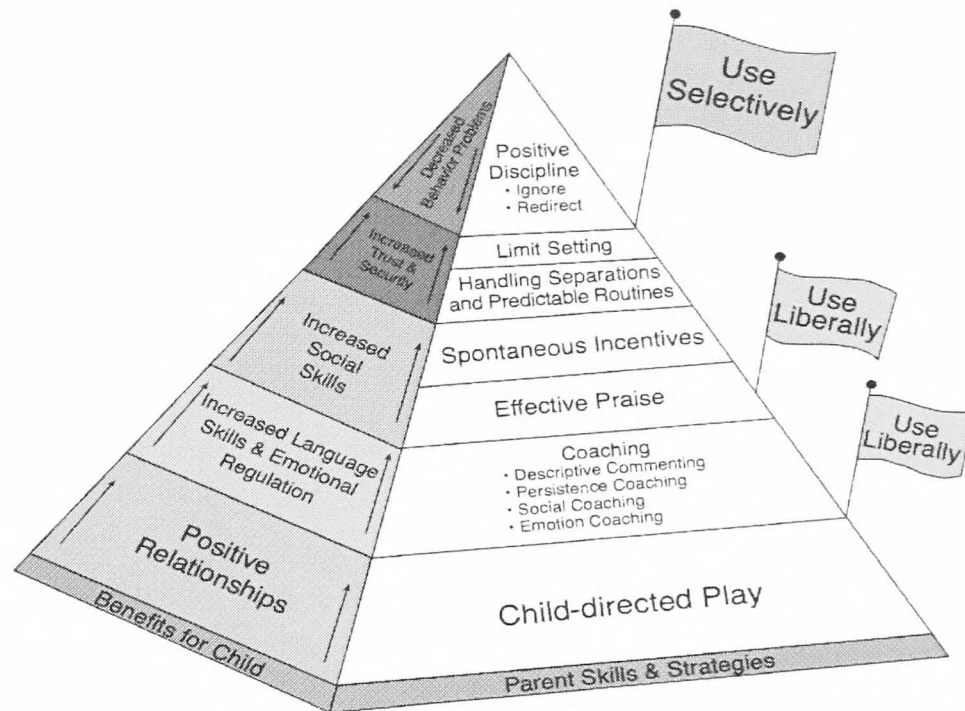 Use
Selectively
Decreased
Behavior Problems
Positive
Discipline
• Ignore
• Redirect
Increased
Trust &
Security
Limit Setting
Handling Separations
and Predictable Routines
Use
Liberally
Increased
Social
Skills
Spontaneous Incentives
Effective Praise
Use
Liberally
Increased Language
Skills & Emotional
Regulation
Coaching
• Descriptive Commenting
• Persistence Coaching
• Social Coaching
• Emotion Coaching
Positive
Relationships
Child-directed Play
Benefits for Child
Parent Skills & Strategies